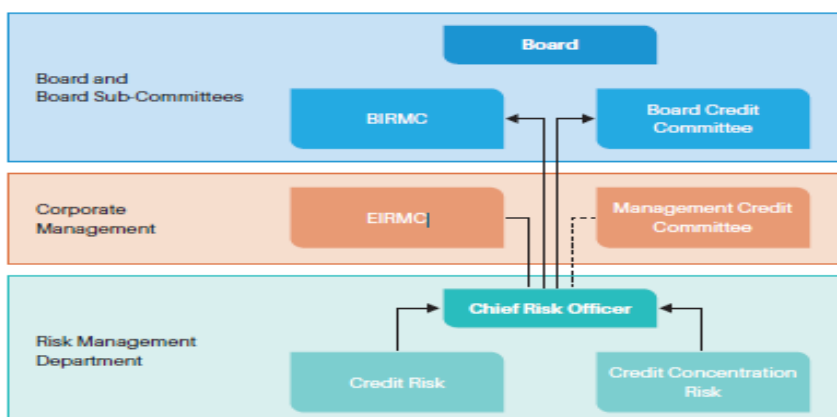 Board
Board and
Board Sub-Committees
BIRMC
Board Credit
Committee
Corporate
Management
EIRMC
Management Credit
Committee
Chief Risk Officer
Risk Management
Department
Credit Risk
Credit Concentration
Risk